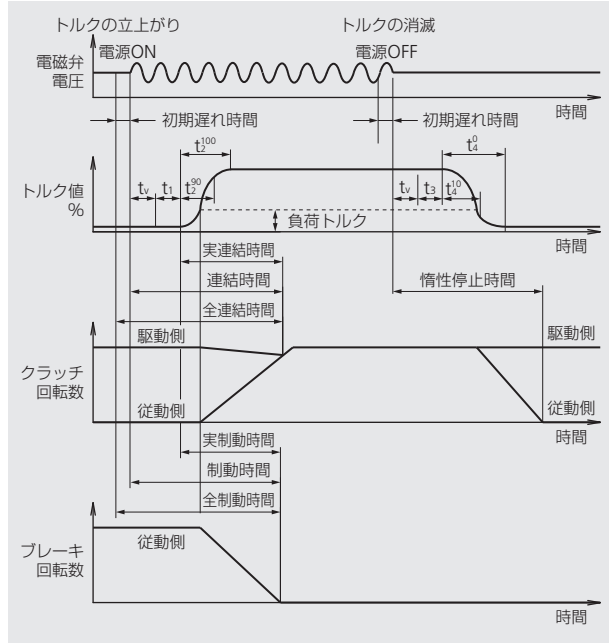 トルクの立上がり
トルクの消滅
電源ON
電源OFF
電磁弁
電圧
時間
初期遅れ時間
初期遅れ時間
t₂¹⁰⁰
t₄⁰
トルク値
%
tᵥ
t₁
t₂⁹⁰
tᵥ
t₃
t₄¹⁰
負荷トルク
時間
実連結時間
連結時間
全連結時間
惰性停止時間
駆動側
駆動側
クラッチ
回転数
従動側
従動側
時間
実制動時間
制動時間
全制動時間
従動側
ブレーキ
回転数
時間